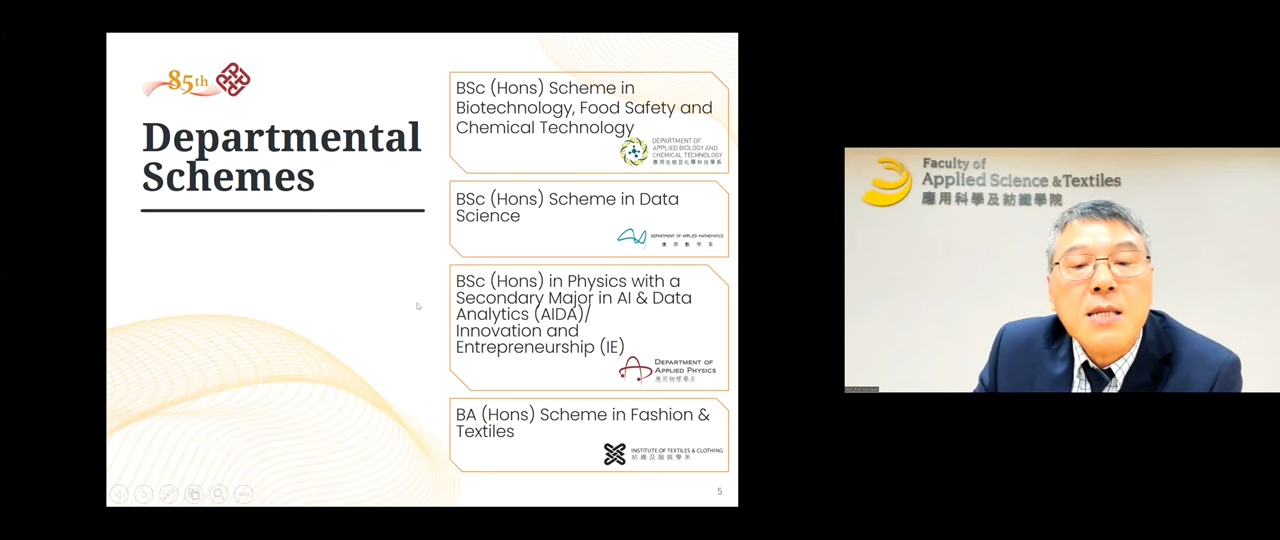 85th
Departmental
Schemes
BSc (Hons) Scheme in
Biotechnology, Food Safety and
Chemical Technology
DEPARTMENT OF
APPLIED BIOLOGY AND
CHEMICAL TECHNOLOGY
應用生物及化學科技學系
BSc (Hons) Scheme in Data
Science
DEPARTMENT OF APPLIED MATHEMATICS
應用數學系
BSc (Hons) in Physics with a
Secondary Major in AI & Data
Analytics (AIDA)/
Innovation and
Entrepreneurship (IE)
DEPARTMENT OF
APPLIED PHYSICS
應用物理學系
BA (Hons) Scheme in Fashion &
Textiles
INSTITUTE OF TEXTILES & CLOTHING
紡織及服裝學系
5
Faculty of
Applied Science & Textiles
應用科學及紡織學院